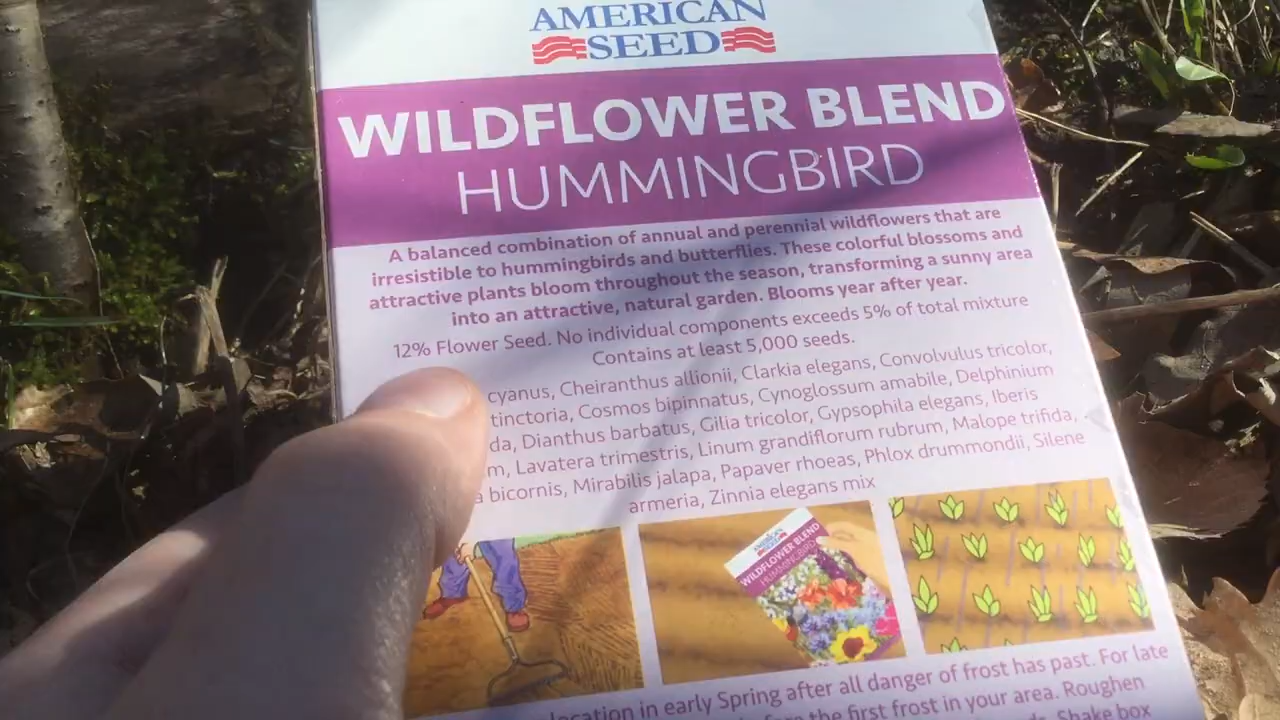 AMERICAN
SEED
WILDFLOWER BLEND
HUMMINGBIRD
A balanced combination of annual and perennial wildflowers that are
irresistible to hummingbirds and butterflies. These colorful blossoms and
attractive plants bloom throughout the season, transforming a sunny area
into an attractive, natural garden. Blooms year after year.
12% Flower Seed. No individual components exceeds 5% of total mixture
Contains at least 5,000 seeds.
cyanus, Cheiranthus allionii, Clarkia elegans, Convolvulus tricolor,
tinctoria, Cosmos bipinnatus, Cynoglossum amabile, Delphinium
da, Dianthus barbatus, Gilia tricolor, Gypsophila elegans, Iberis
m, Lavatera trimestris, Linum grandiflorum rubrum, Malope trifida,
a bicornis, Mirabilis jalapa, Papaver rhoeas, Phlox drummondii, Silene
armeria, Zinnia elegans mix
AMERICAN
SEED
WILDFLOWER BLEND
HUMMINGBIRD
location in early Spring after all danger of frost has past. For late
the first frost in your area. Roughen
Shake box